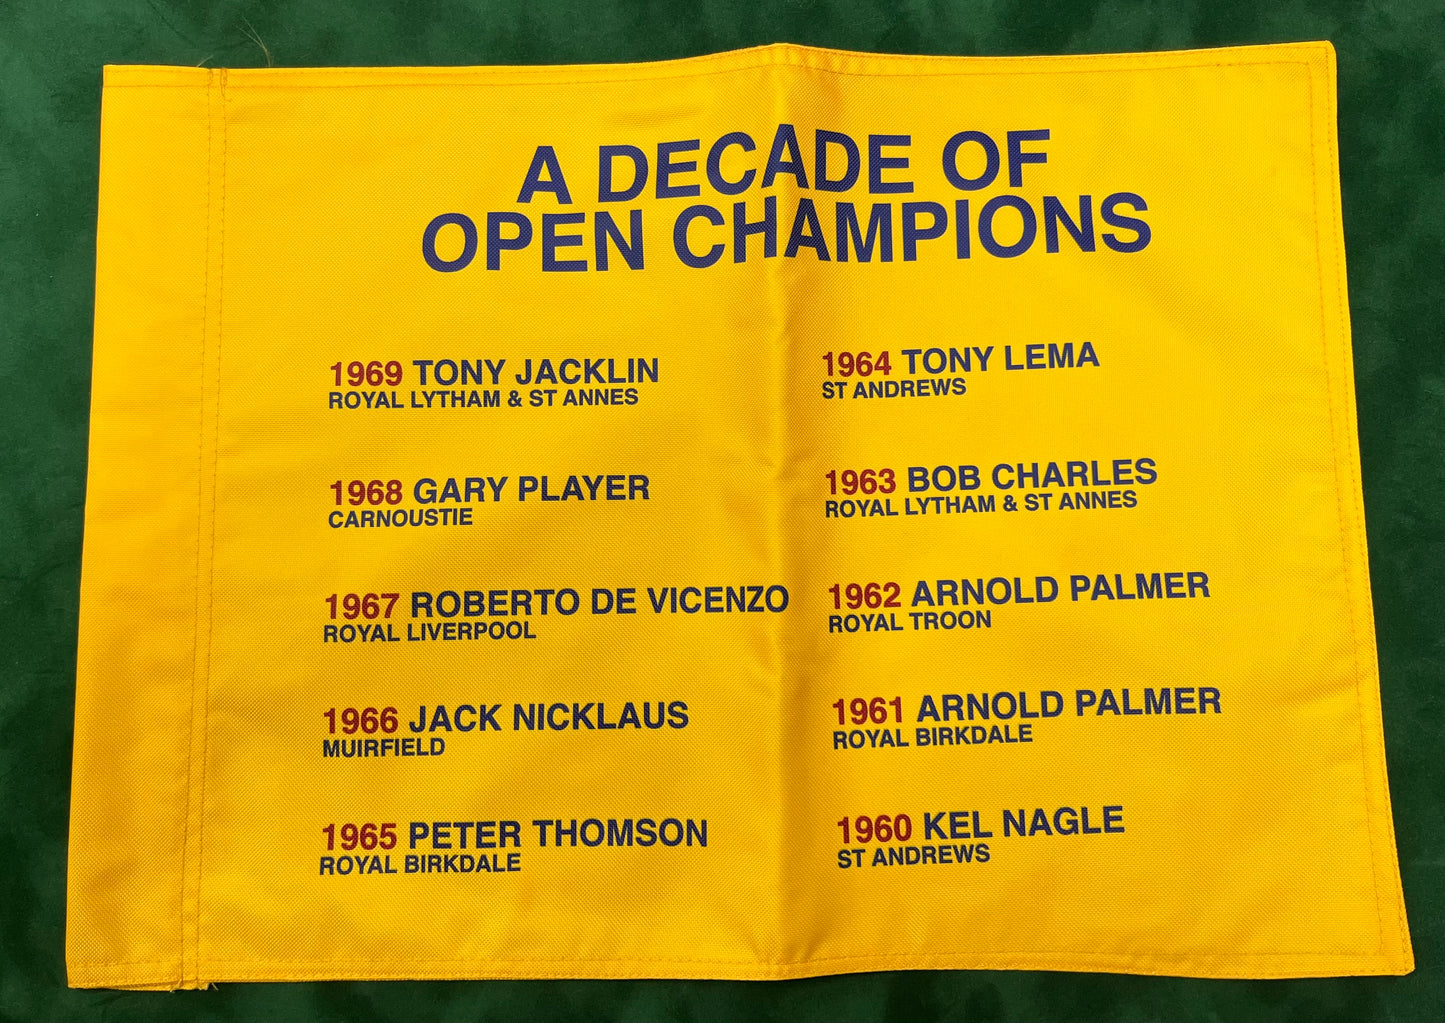 A DECADE OF
OPEN CHAMPIONS
1969 TONY JACKLIN
ROYAL LYTHAM & ST ANNES
1968 GARY PLAYER
CARNOUSTIE
1967 ROBERTO DE VICENZO
ROYAL LIVERPOOL
1966 JACK NICKLAUS
MUIRFIELD
1965 PETER THOMSON
ROYAL BIRKDALE
1964 TONY LEMA
ST ANDREWS
1963 BOB CHARLES
ROYAL LYTHAM & ST ANNES
1962 ARNOLD PALMER
ROYAL TROON
1961 ARNOLD PALMER
ROYAL BIRKDALE
1960 KEL NAGLE
ST ANDREWS